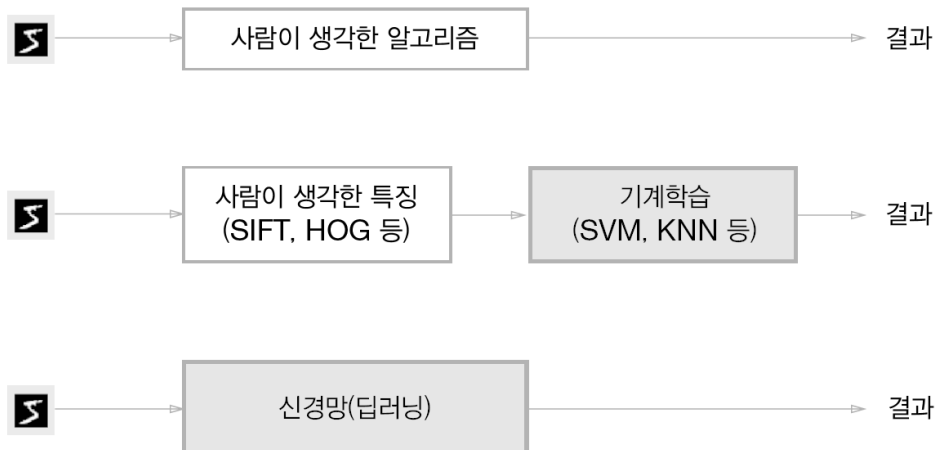 사람이 생각한 알고리즘
결과
사람이 생각한 특징
(SIFT, HOG 등)
기계학습
(SVM, KNN 등)
결과
신경망(딥러닝)
결과